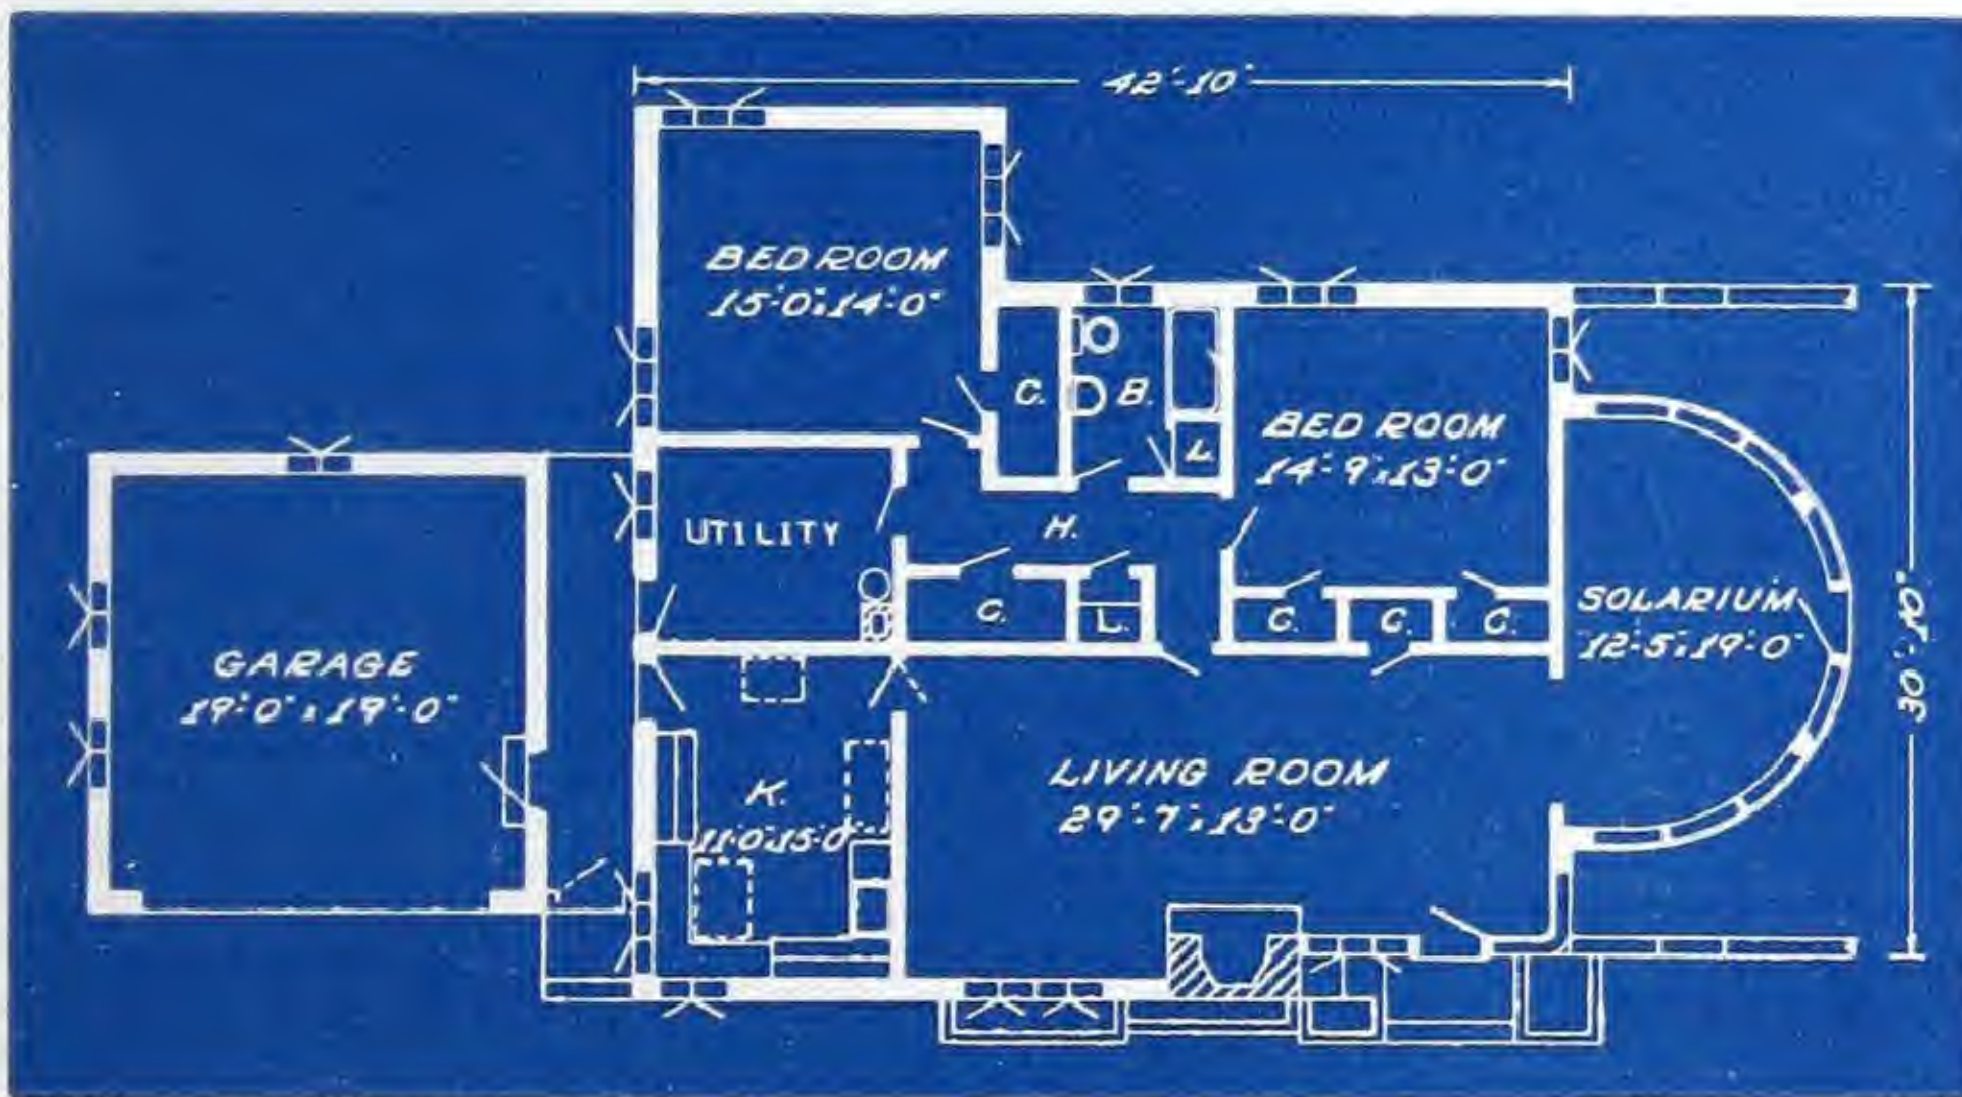 42'-10"
BED ROOM
15'-0"x14'-0"
C.
B.
L.
BED ROOM
14'-9"x13'-0"
UTILITY
H.
C.
L.
C.
C.
C.
SOLARIUM
12'-5"x19'-0"
30'-10"
GARAGE
19'-0" x 19'-0"
K.
11'-0"x15'-0"
LIVING ROOM
29'-7"x13'-0"